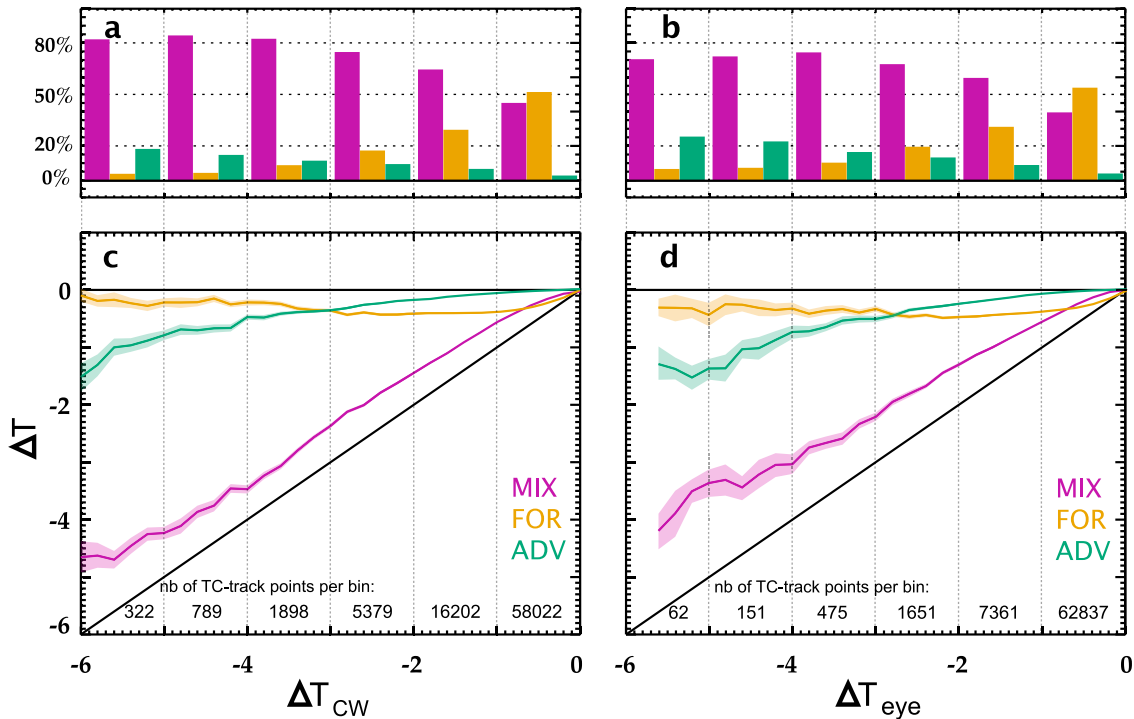 a
b
80%
50%
20%
0%
c
d
0
-2
-4
-6
ΔT
MIX
FOR
ADV
MIX
FOR
ADV
nb of TC-track points per bin:
322 789 1898 5379 16202 58022
nb of TC-track points per bin:
62 151 475 1651 7361 62837
-6 -4 -2 0
-6 -4 -2 0
ΔT CW
ΔT eye